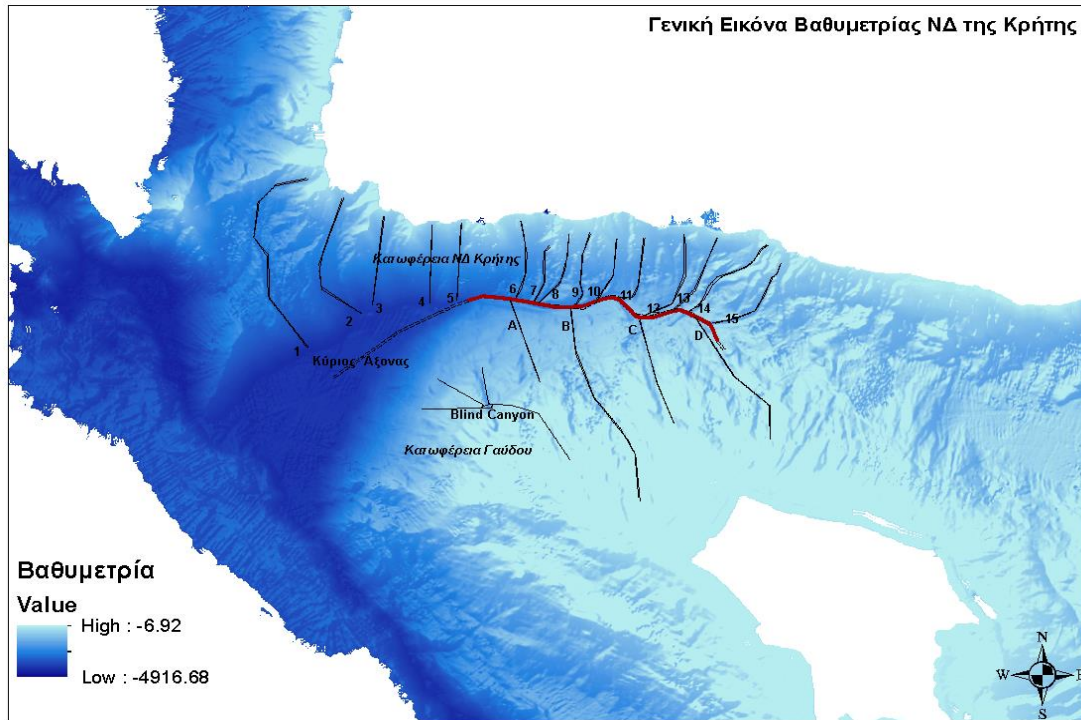 Γενική Εικόνα Βαθυμετρίας ΝΔ της Κρήτης
Κατωφέρεια ΝΔ Κρήτης
1
2
3
4
5
6
7
8
9
10
11
12
13
14
15
A
B
C
D
Κύριος Άξονας
Blind Canyon
Κατωφέρεια Γαύδου
Βαθυμετρία
Value
High : -6.92
Low : -4916.68
N
W
E
S